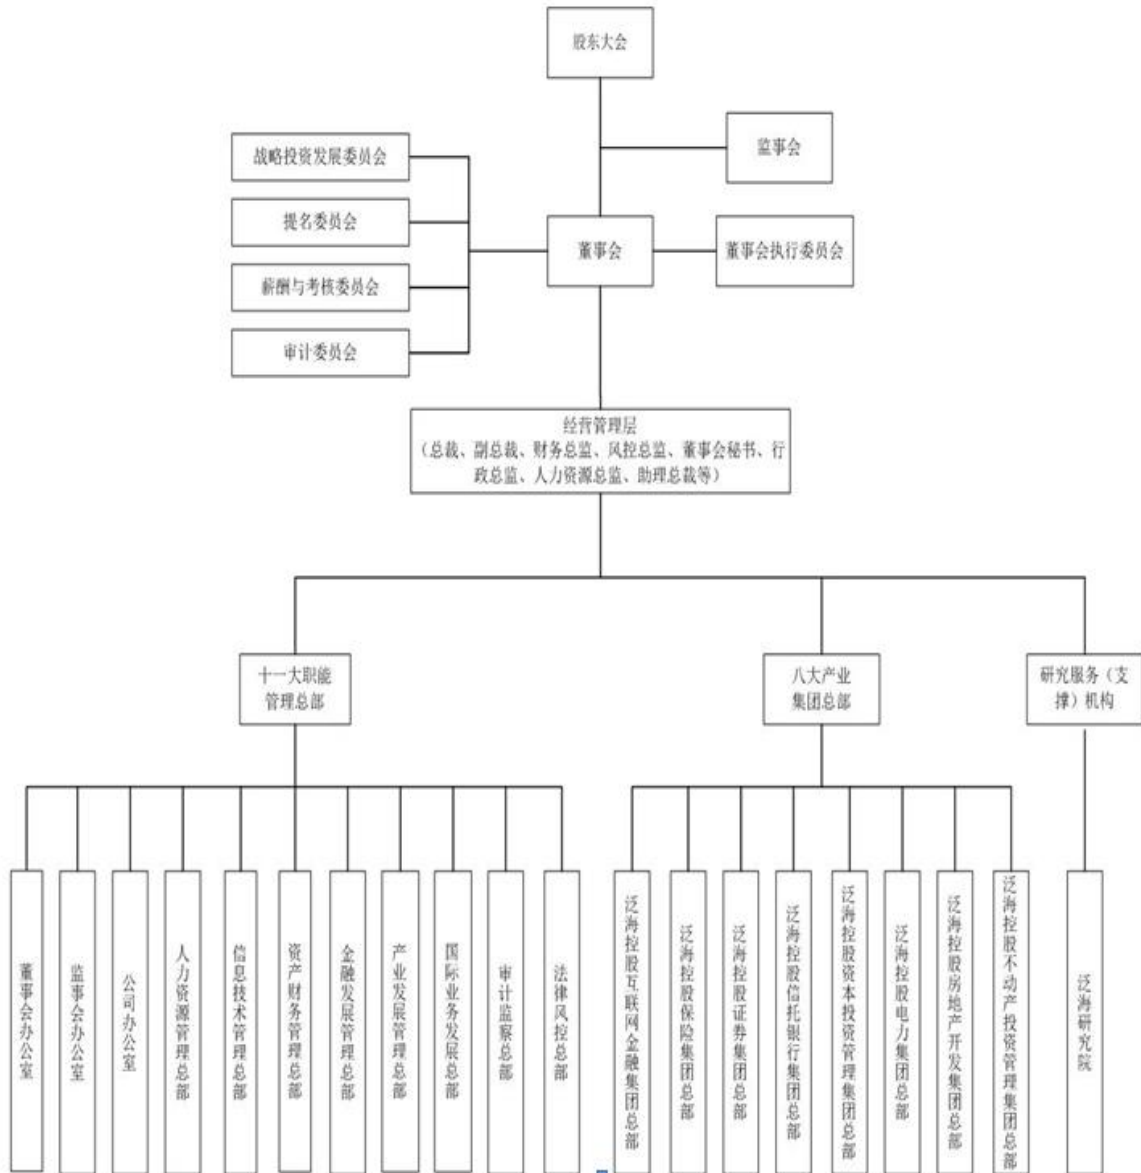 股东大会
监事会
战略投资发展委员会
提名委员会
董事会
董事会执行委员会
薪酬与考核委员会
审计委员会
经营管理层
（总裁、副总裁、财务总监、风控总监、董事会秘书、行
政总监、人力资源总监、助理总裁等）
十一大职能
管理总部
八大产业
集团总部
研究服务（支
撑）机构
董事会办公室
监事会办公室
公司办公室
人力资源管理总部
信息技术管理总部
资产财务管理总部
金融发展管理总部
产业发展管理总部
国际业务发展总部
审计监察总部
法律风控总部
泛海控股互联网金融集团总部
泛海控股保险集团总部
泛海控股证券集团总部
泛海控股信托银行集团总部
泛海控股资本投资管理集团总部
泛海控股电力集团总部
泛海控股房地产开发集团总部
泛海控股不动产投资管理集团总部
泛海研究院